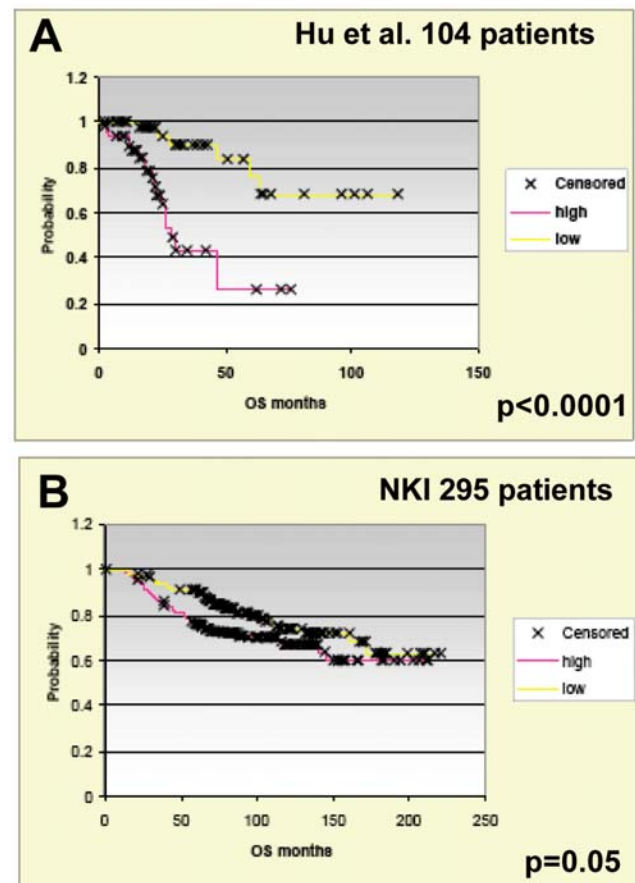 A
Hu et al. 104 patients
1.2
1
0.8
0.6
0.4
0.2
0
Probability
0
50
100
150
OS months
Censored
high
low
p<0.0001
B
NKI 295 patients
1.2
1
0.8
0.6
0.4
0.2
0
Probability
0
50
100
150
200
250
OS months
Censored
high
low
p=0.05